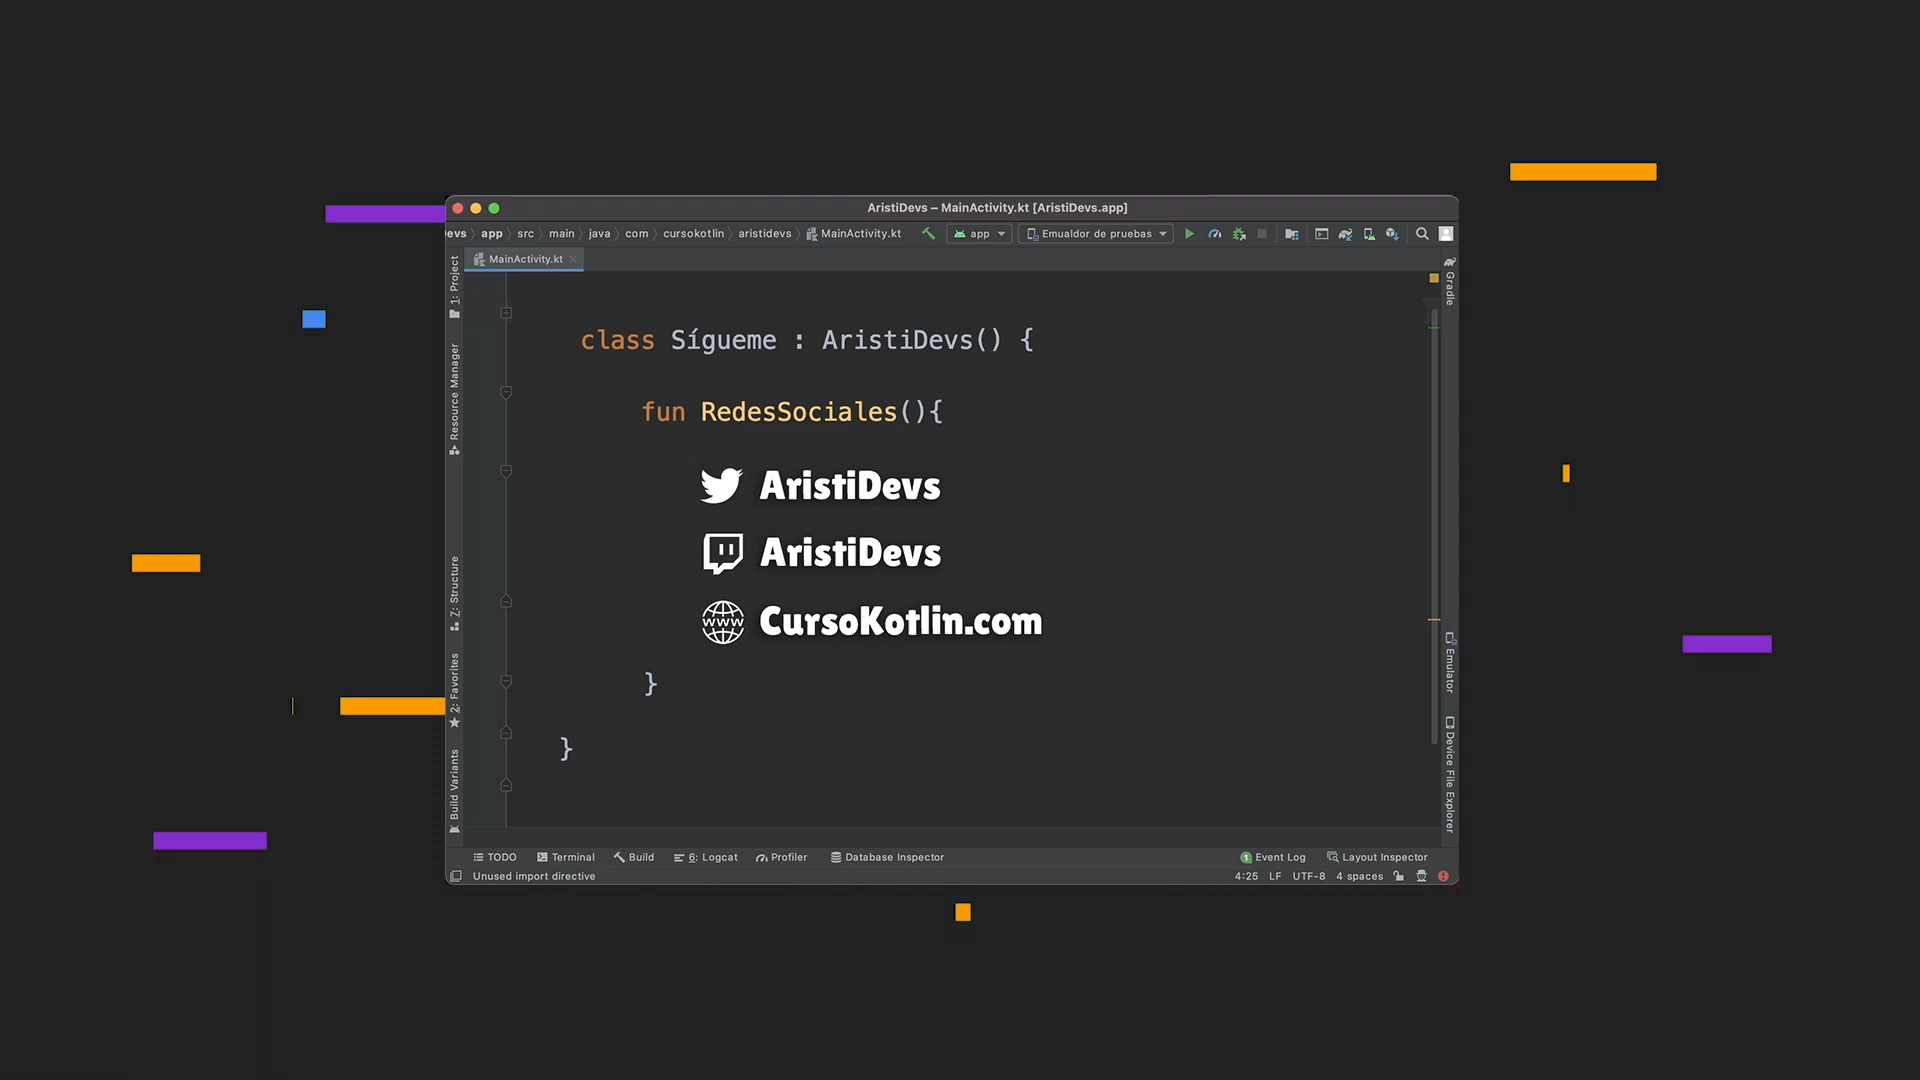 AristiDevs – MainActivity.kt [AristiDevs.app]
evs 〉 app 〉 src 〉 main 〉 java 〉 com 〉 cursokotlin 〉 aristidevs 〉 MainActivity.kt app Emualdor de pruebas
MainActivity.kt
1: Project
Resource Manager
7: Structure
2: Favorites
Build Variants
class Sígueme : AristiDevs() {
fun RedesSociales(){
AristiDevs
AristiDevs
www CursoKotlin.com
}
}
Gradle
Emulator
Device File Explorer
TODO Terminal Build 6: Logcat Profiler Database Inspector 1 Event Log Layout Inspector
Unused import directive 4:25 LF UTF-8 4 spaces